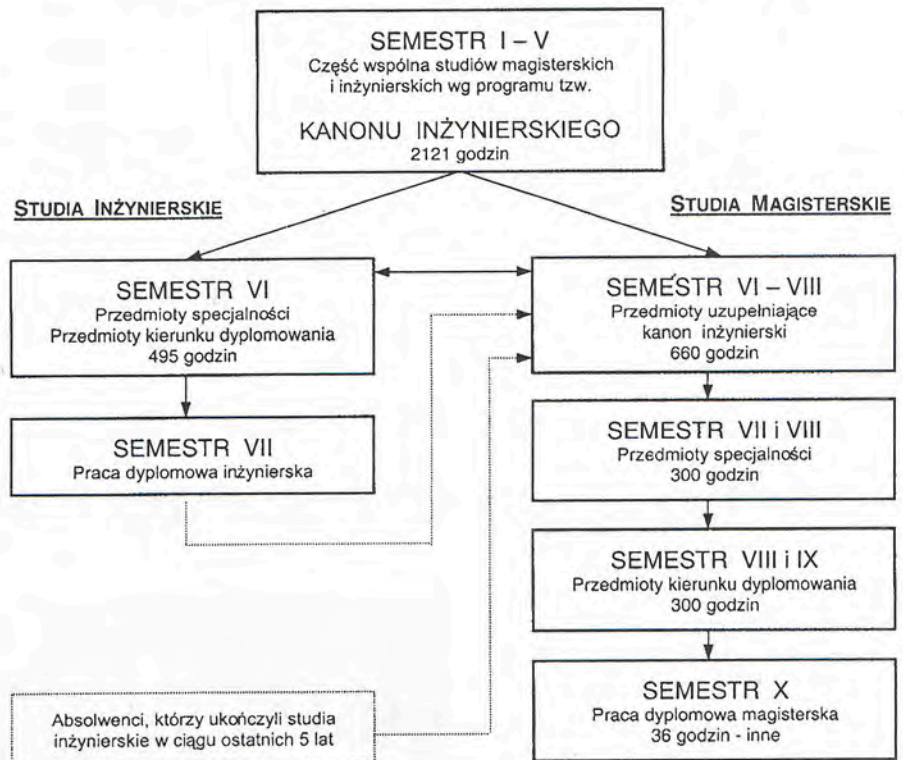 SEMESTR I – V
Część wspólna studiów magisterskich
i inżynierskich wg programu tzw.
KANONU INŻYNIERSKIEGO
2121 godzin
STUDIA INŻYNIERSKIE
STUDIA MAGISTERSKIE
SEMESTR VI
Przedmioty specjalności
Przedmioty kierunku dyplomowania
495 godzin
SEMESTR VII
Praca dyplomowa inżynierska
SEMESTR VI – VIII
Przedmioty uzupełniające
kanon inżynierski
660 godzin
SEMESTR VII i VIII
Przedmioty specjalności
300 godzin
SEMESTR VIII i IX
Przedmioty kierunku dyplomowania
300 godzin
SEMESTR X
Praca dyplomowa magisterska
36 godzin - inne
Absolwenci, którzy ukończyli studia
inżynierskie w ciągu ostatnich 5 lat